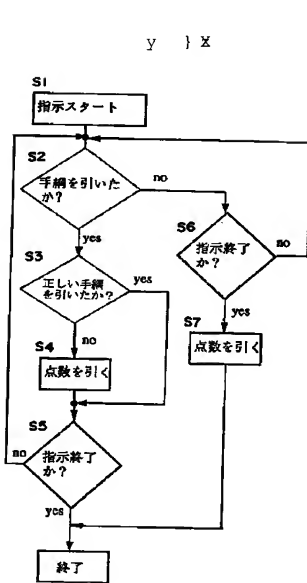 S1
指示スタート
S2
手綱を引いた
か?
no
yes
S3
正しい手綱
を引いたか?
yes
no
S4
点数を引く
S5
指示終了
か?
no
yes
S6
指示終了
か?
no
yes
S7
点数を引く
終了